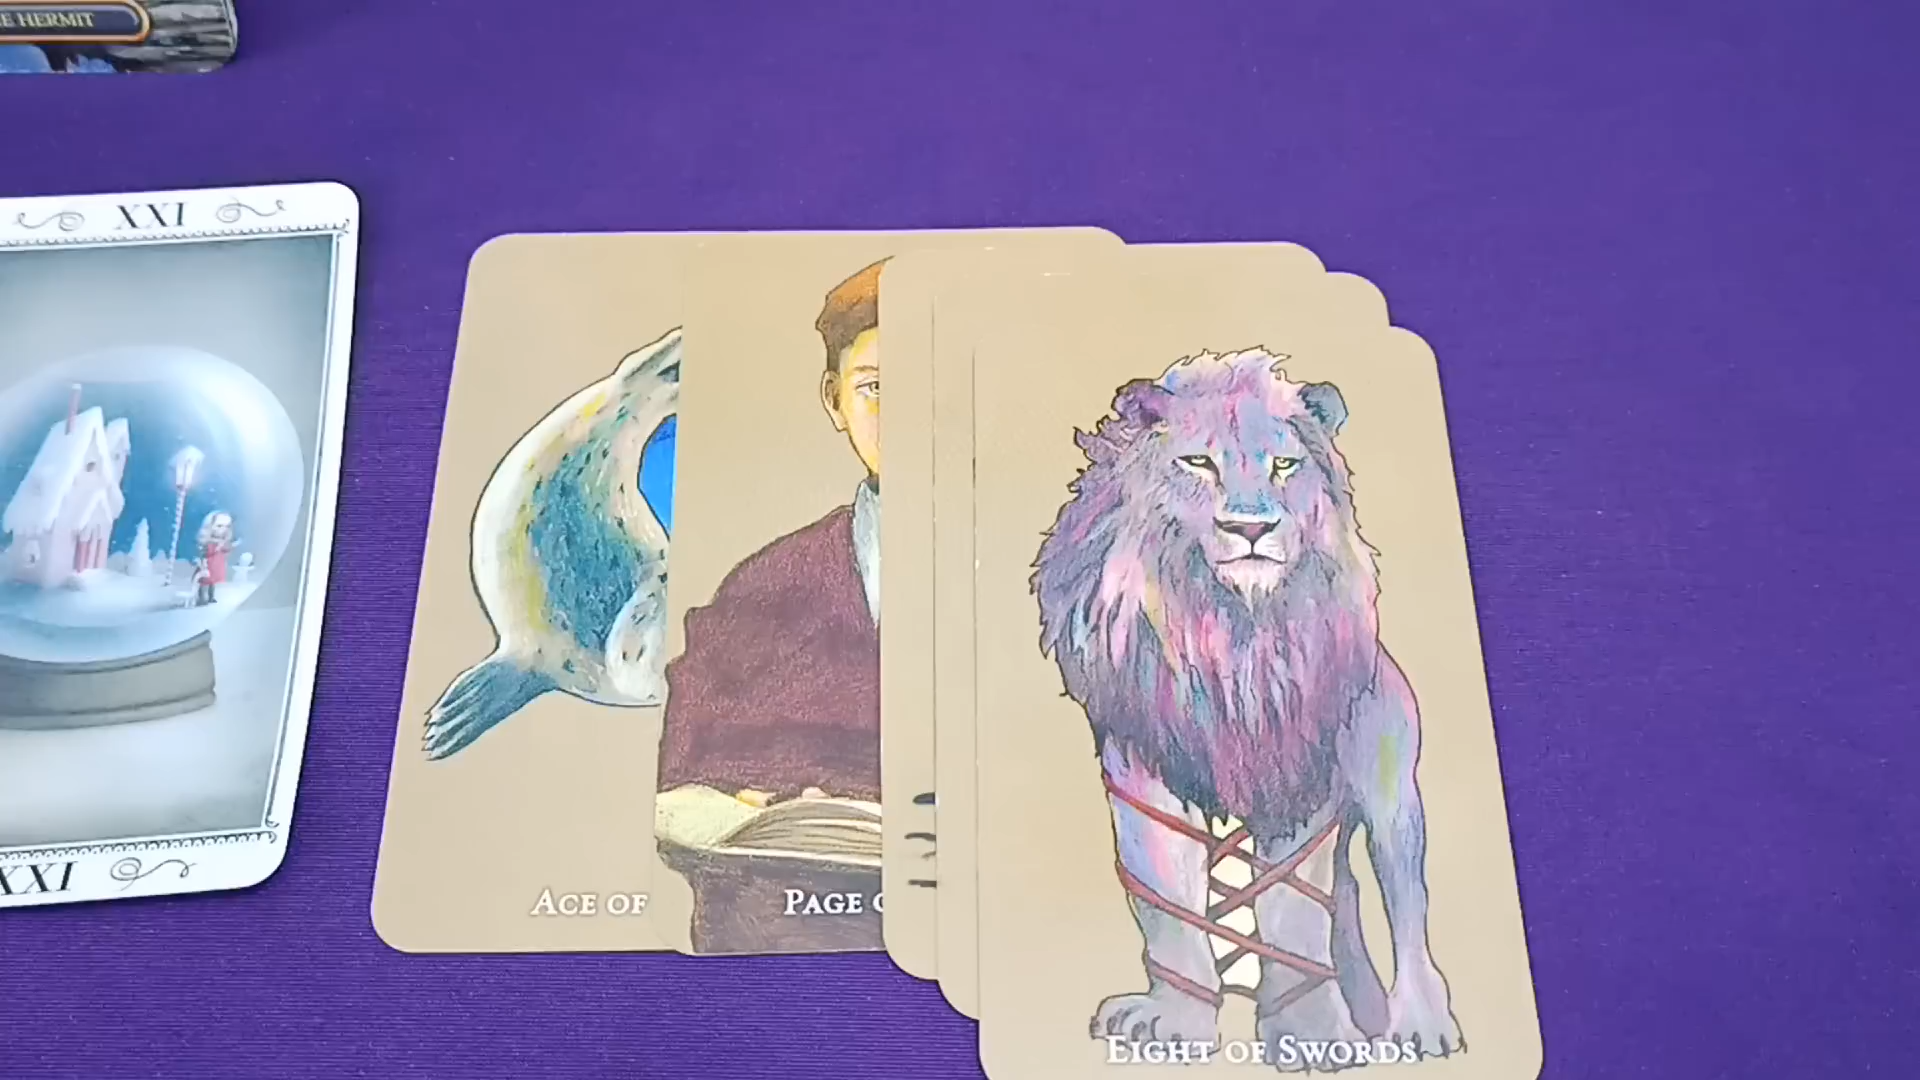 HERMIT
XXI
XXI
ACE OF
PAGE
EIGHT OF SWORDS